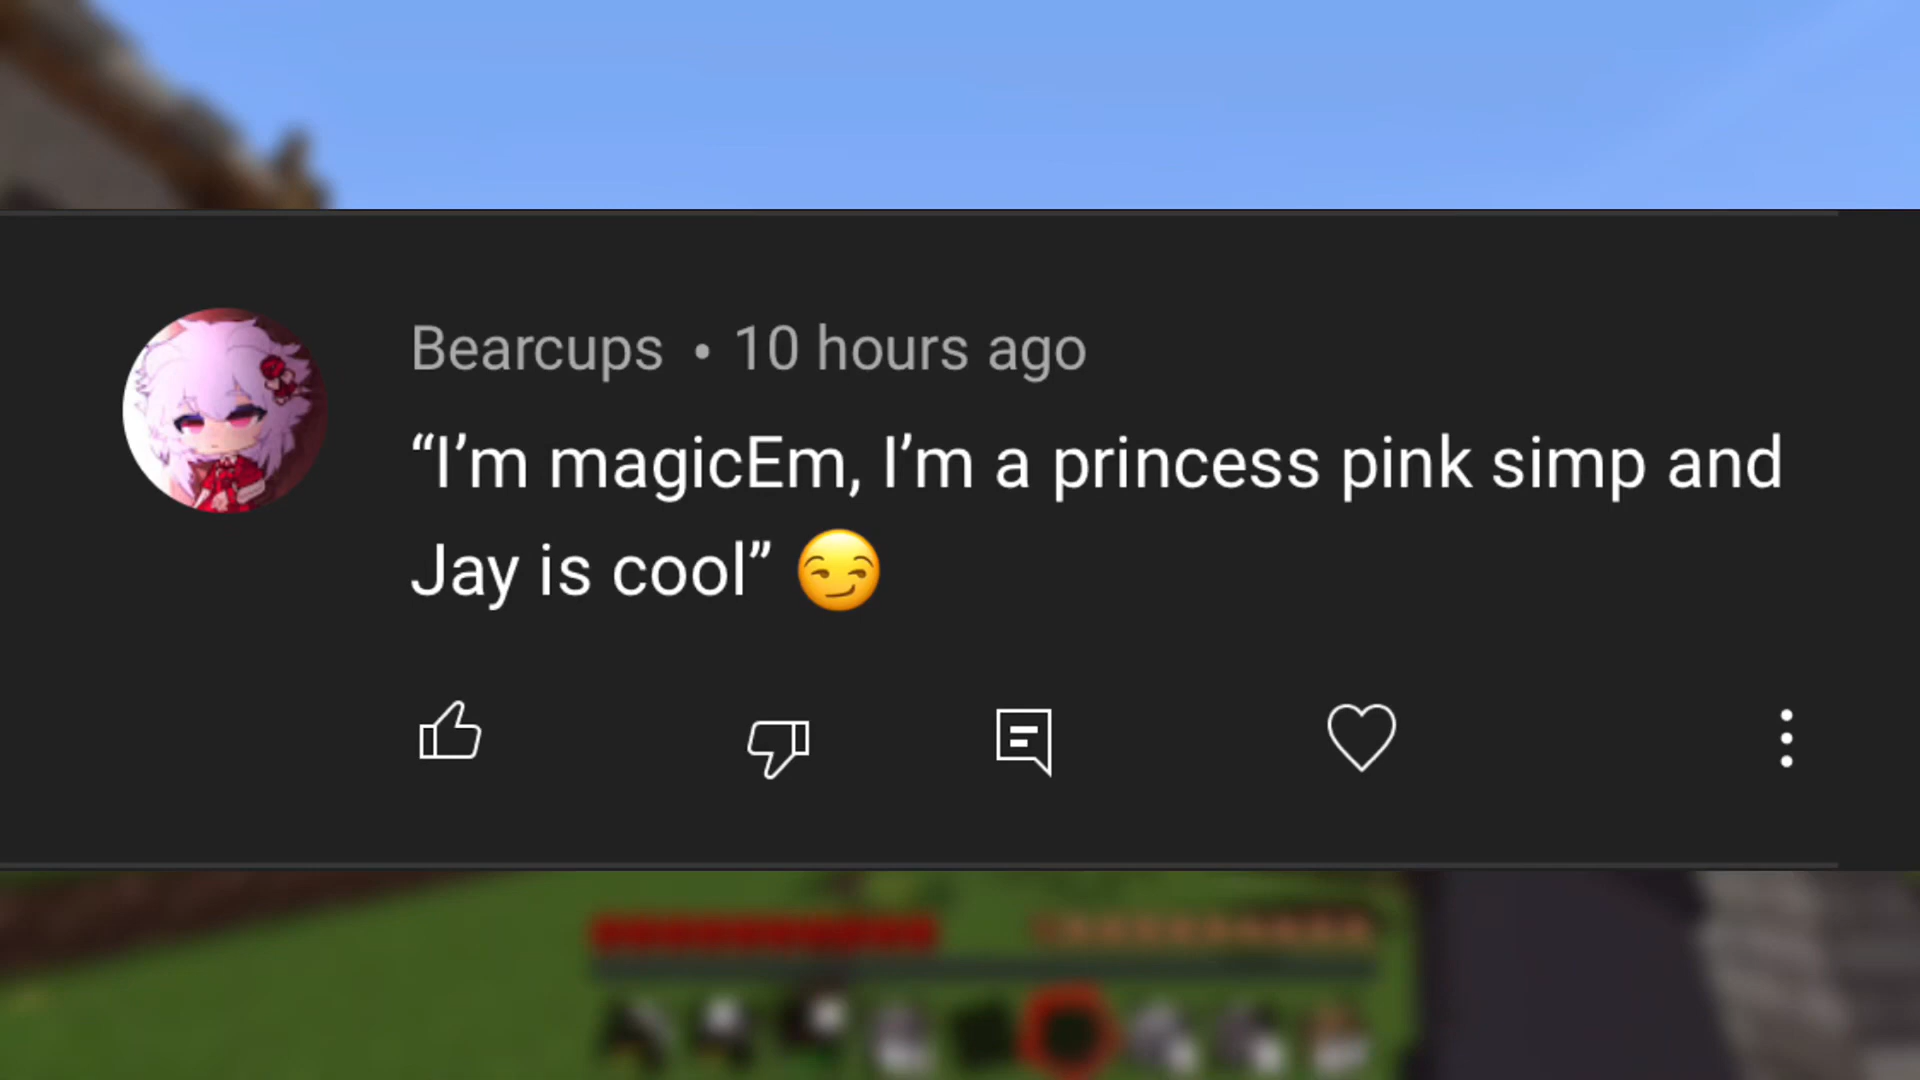 Bearcups • 10 hours ago
“I’m magicEm, I’m a princess pink simp and
Jay is cool” 😏